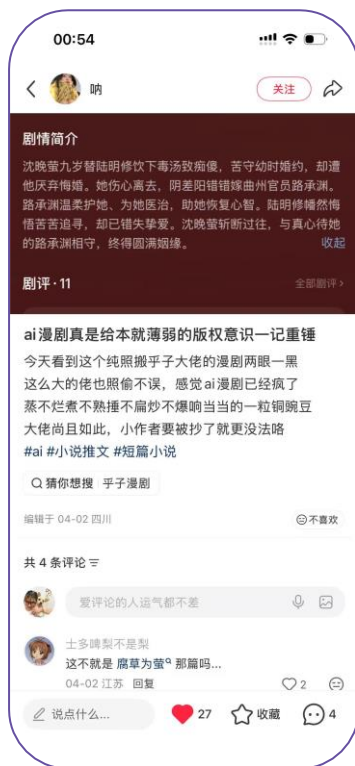 00:54
呐
关注
剧情简介
沈晚萤九岁替陆明修饮下毒汤致痴傻，苦守幼时婚约，却遭
他厌弃悔婚。她伤心离去，阴差阳错错嫁曲州官员路承渊。
路承渊温柔护她、为她医治，助她恢复心智。陆明修幡然悔
悟苦苦追寻，却已错失挚爱。沈晚萤斩断过往，与真心待她
的路承渊相守，终得圆满姻缘。 收起
剧评·11 全部剧评>
ai漫剧真是给本就薄弱的版权意识一记重锤
今天看到这个纯照搬乎子大佬的漫剧两眼一黑
这么大的佬也照偷不误，感觉ai漫剧已经疯了
蒸不烂煮不熟捶不扁炒不爆响当当的一粒铜豌豆
大佬尚且如此，小作者要被抄了就更没法咯
#ai #小说推文 #短篇小说
猜你想搜 乎子漫剧
编辑于 04-02 四川 不喜欢
共 4 条评论
爱评论的人运气都不差
士多啤梨不是梨
这不就是 腐草为萤 那篇吗...
04-02 江苏 回复 2
说点什么... 27 收藏 4